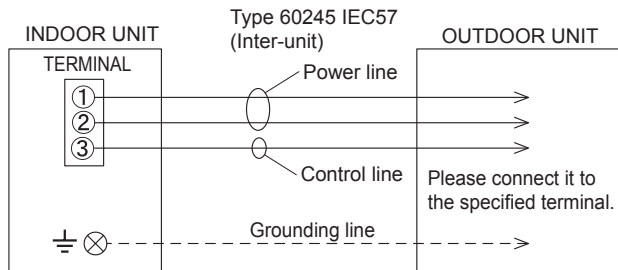 Type 60245 IEC57
(Inter-unit)
INDOOR UNIT
OUTDOOR UNIT
TERMINAL
Power line
①
②
③
Control line
Please connect it to
the specified terminal.
Grounding line